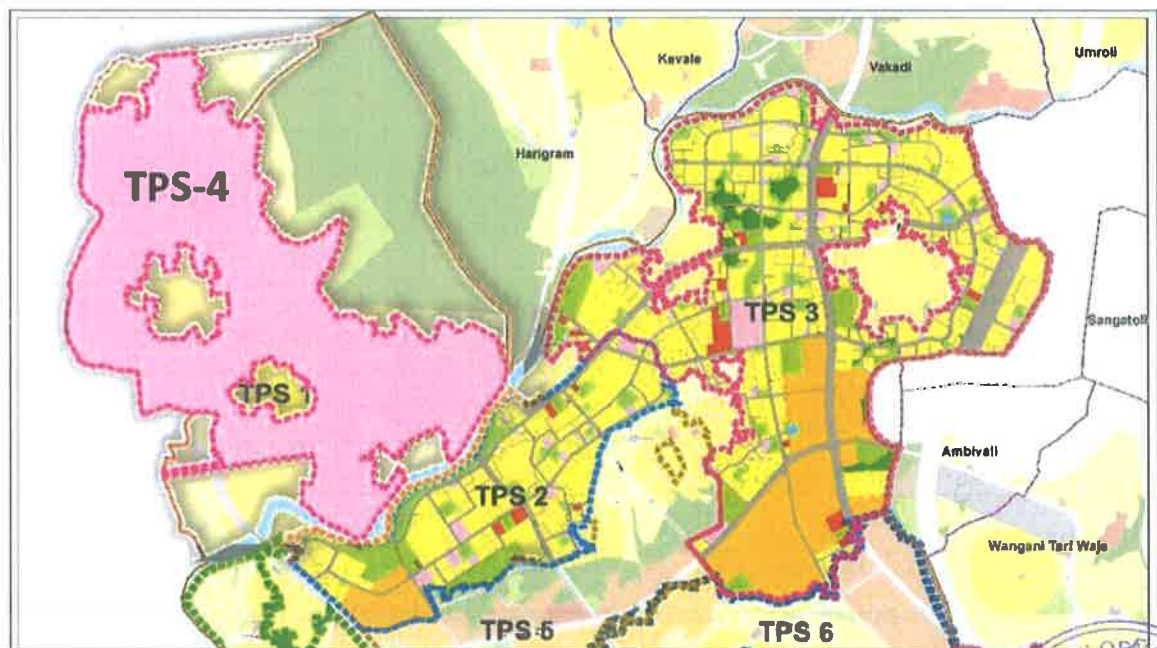 Kavale
Vakadi
Umroli
Harigram
TPS-4
TPS 3
Sangatoli
TPS 1
Ambivali
TPS 2
Wangani Tarf Waje
TPS 5
TPS 6